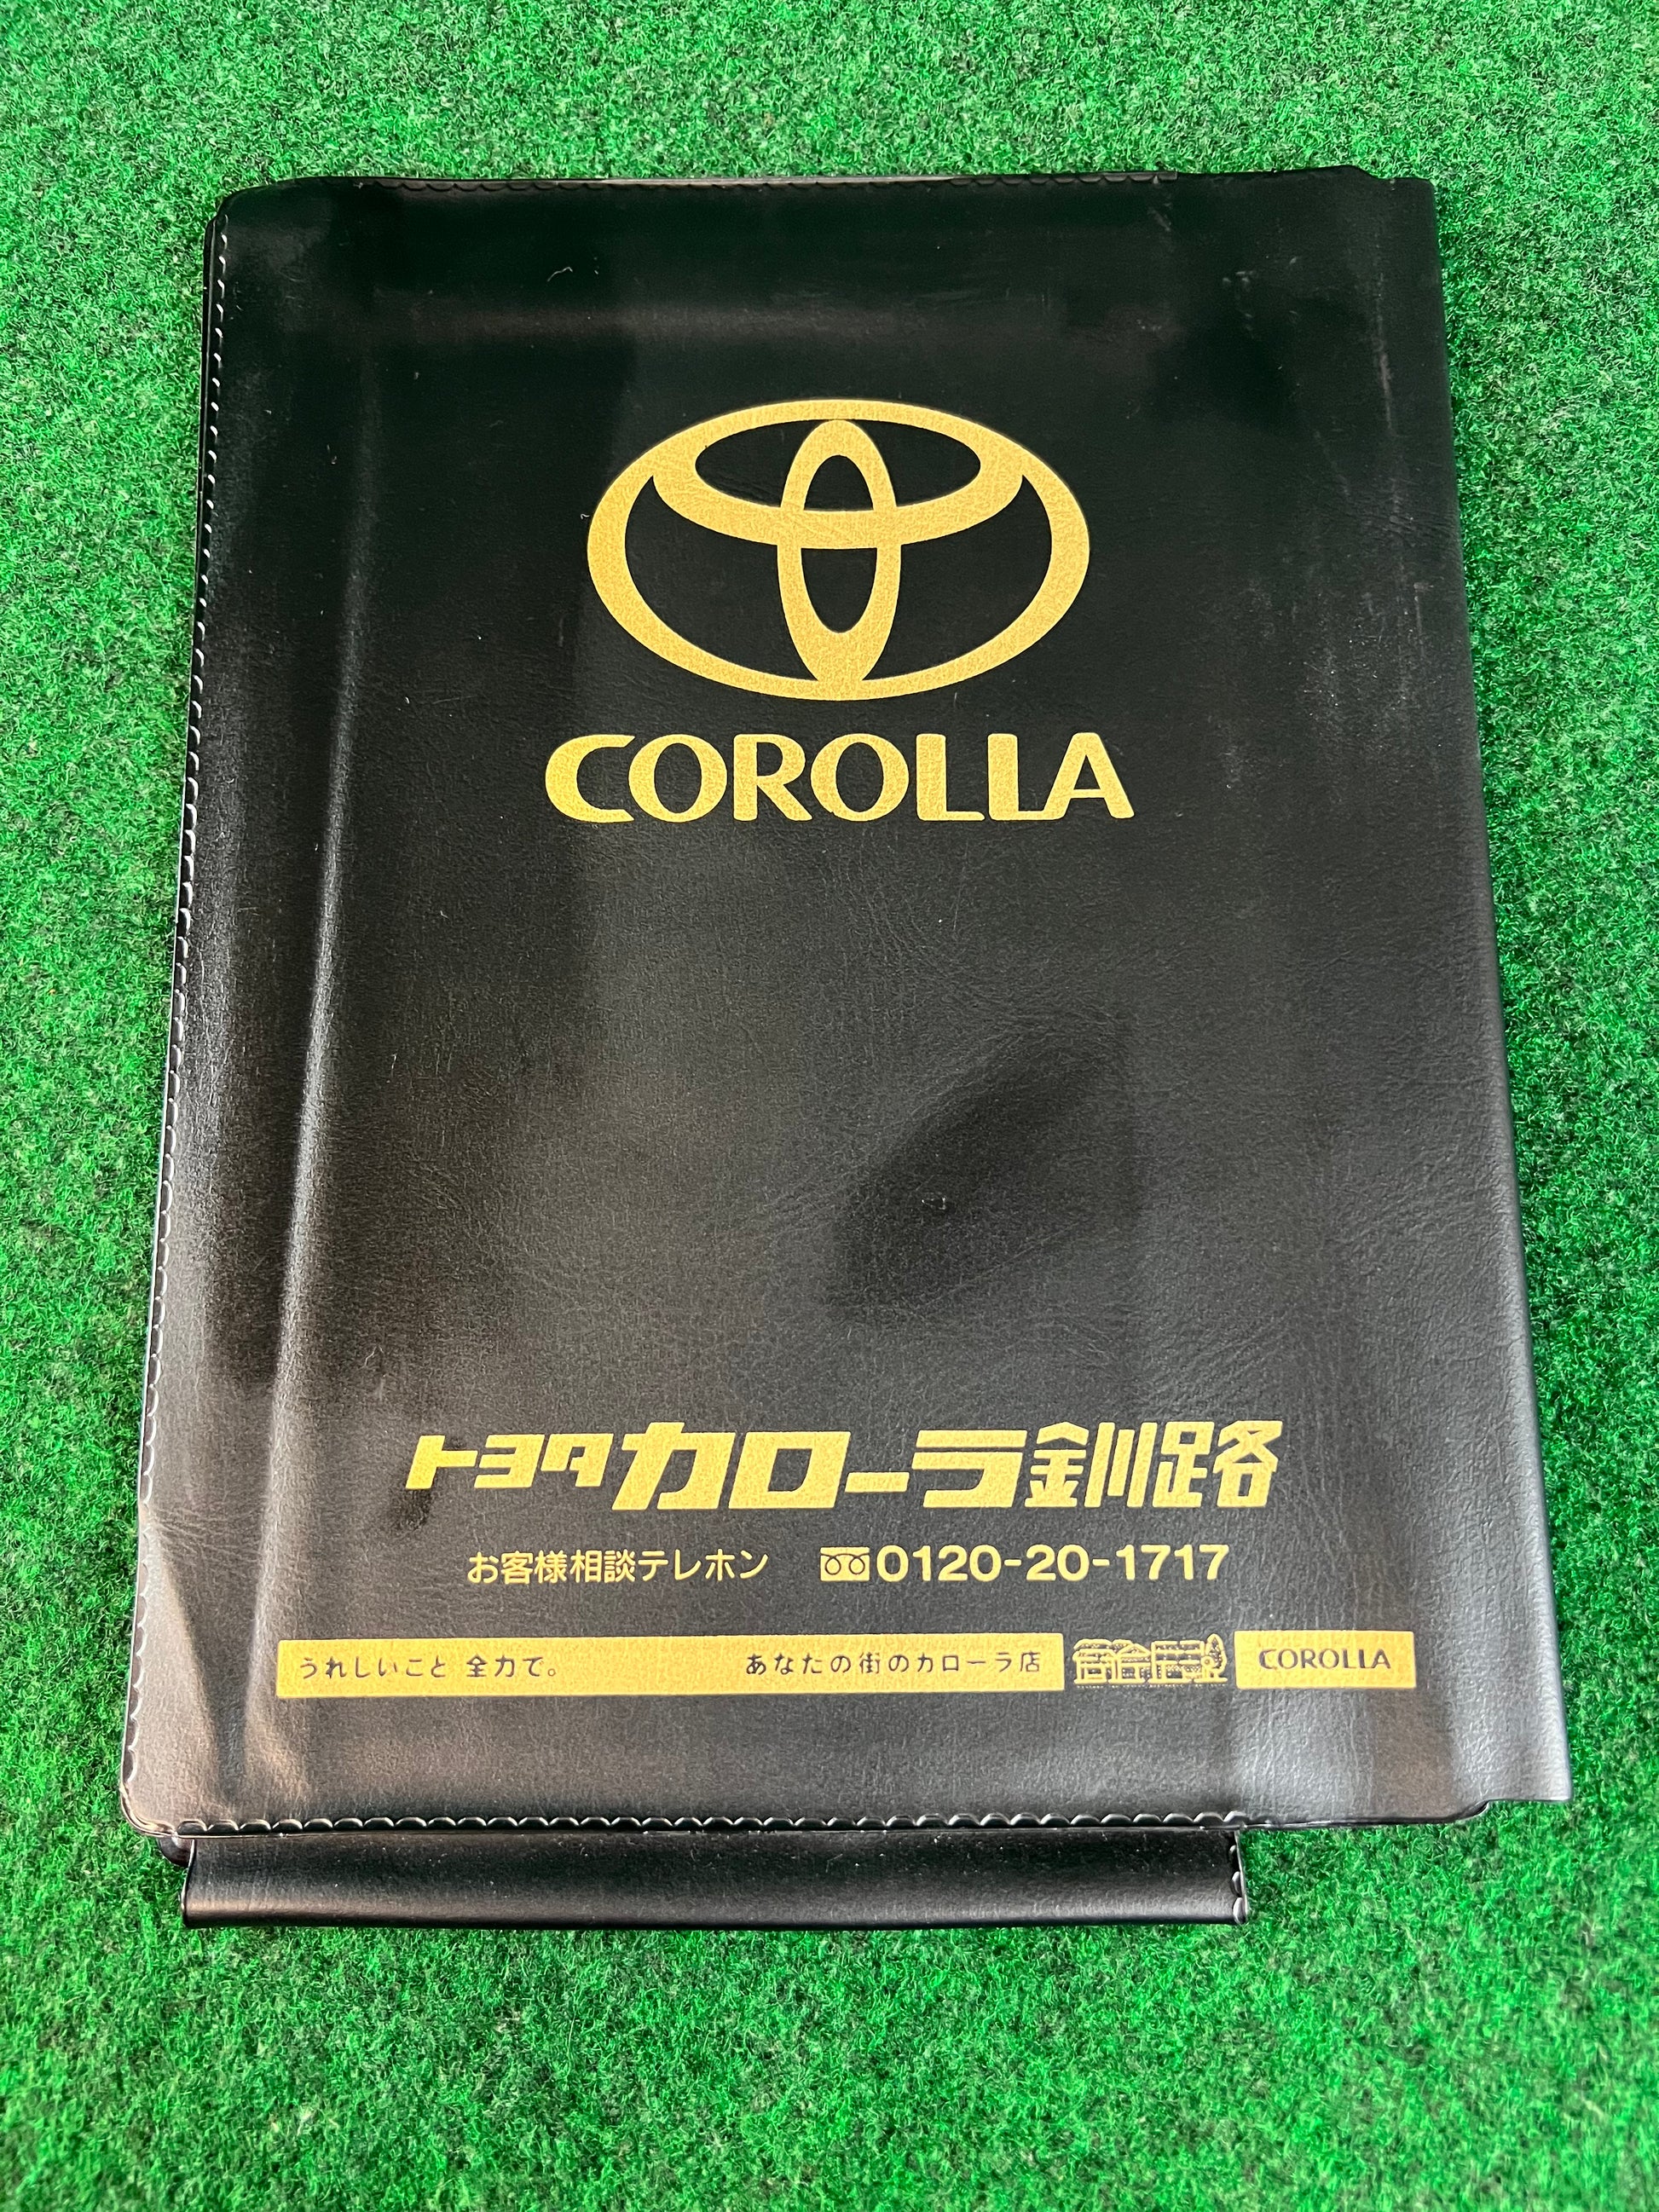 COROLLA
トヨタカローラ釧路
お客様相談テレホン 0120-20-1717
うれしいこと 全力で。 あなたの街のカローラ店 COROLLA